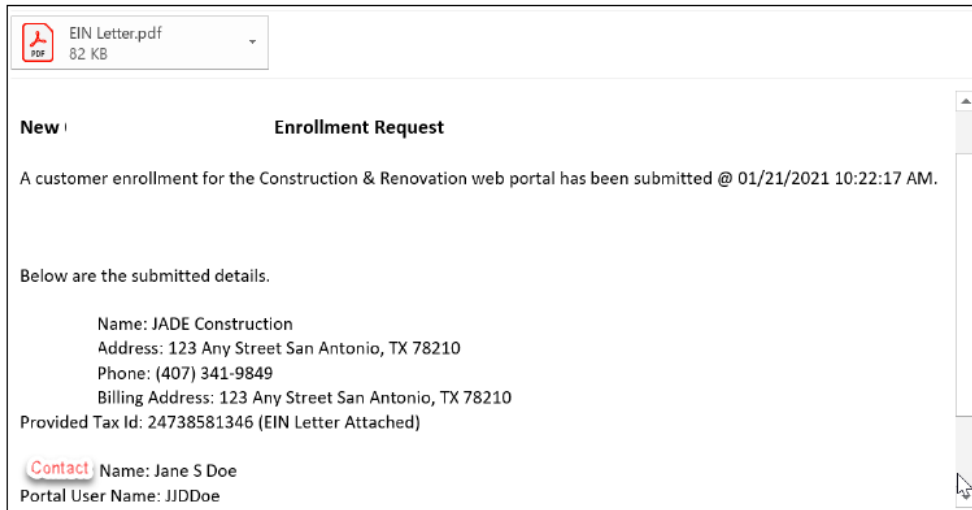 EIN Letter.pdf
PDF
82 KB
New Enrollment Request
A customer enrollment for the Construction & Renovation web portal has been submitted @ 01/21/2021 10:22:17 AM.
Below are the submitted details.
Name: JADE Construction
Address: 123 Any Street San Antonio, TX 78210
Phone: (407) 341-9849
Billing Address: 123 Any Street San Antonio, TX 78210
Provided Tax Id: 24738581346 (EIN Letter Attached)
Contact Name: Jane S Doe
Portal User Name: JJDDoe